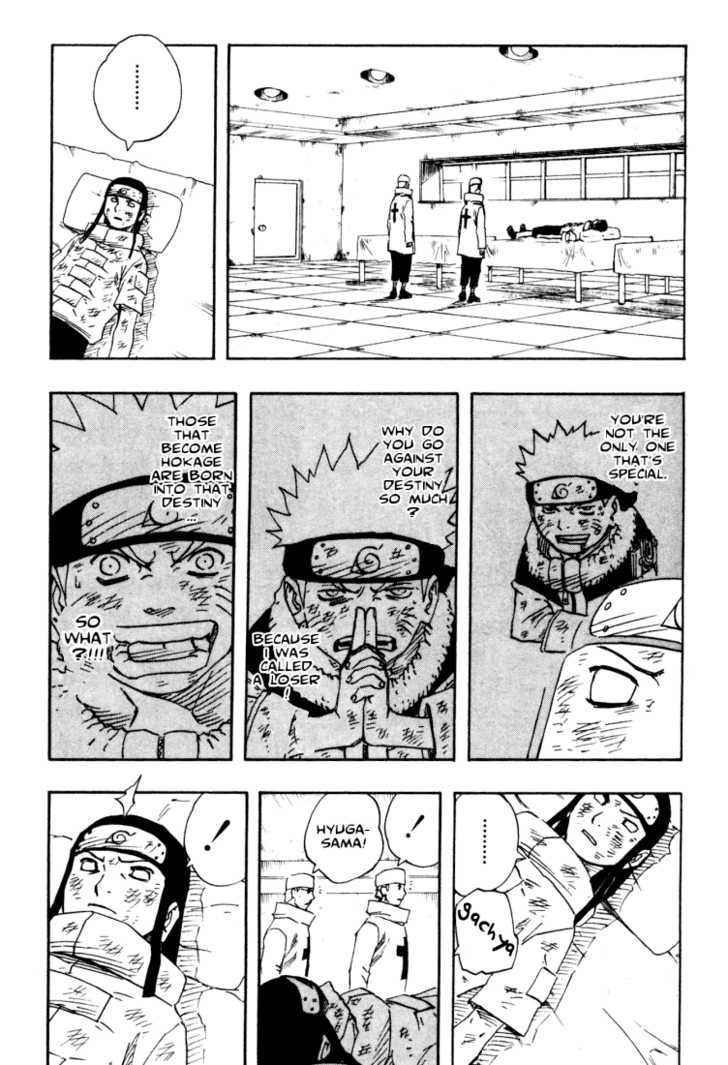 .........
YOU'RE
NOT THE
ONLY ONE
THAT'S
SPECIAL.
WHY DO
YOU GO
AGAINST
YOUR
DESTINY
SO MUCH
?
BECAUSE
I WAS
CALLED
A LOSER
!
THOSE
THAT
BECOME
HOKAGE
ARE BORN
INTO THAT
DESTINY
...
SO
WHAT
?!!!
.......
gachya
!
HYUGA-
SAMA!
!